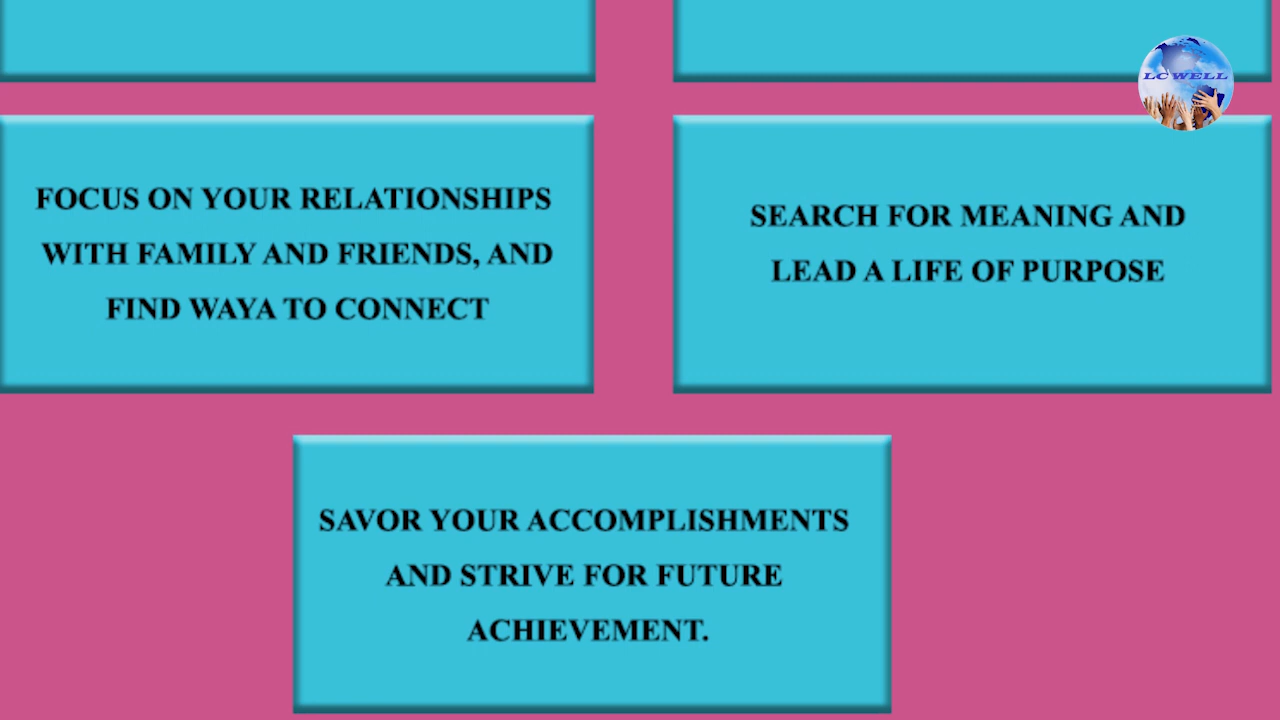 LC WELL
FOCUS ON YOUR RELATIONSHIPS
WITH FAMILY AND FRIENDS, AND
FIND WAYA TO CONNECT
SEARCH FOR MEANING AND
LEAD A LIFE OF PURPOSE
SAVOR YOUR ACCOMPLISHMENTS
AND STRIVE FOR FUTURE
ACHIEVEMENT.